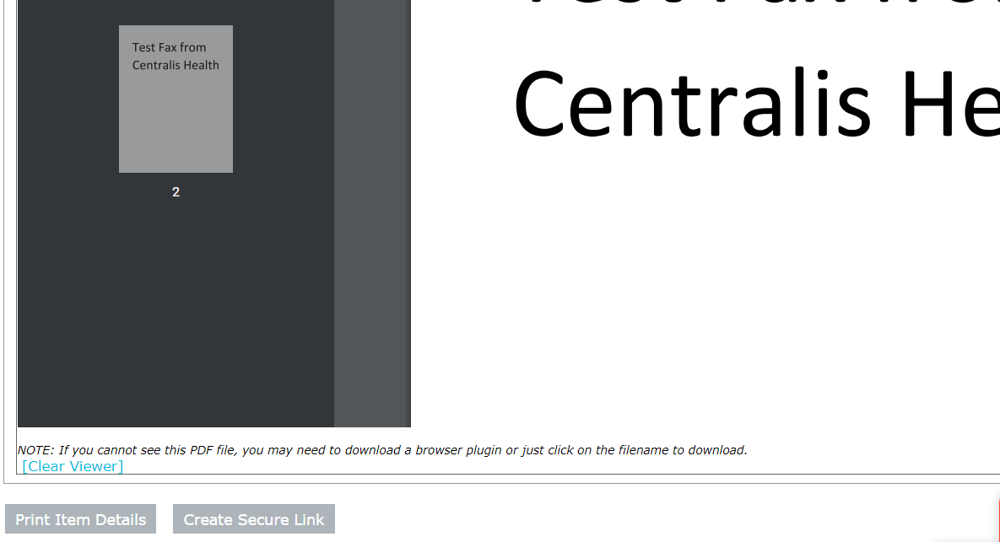 Test Fax from
Centralis Health
2
Centralis He
NOTE: If you cannot see this PDF file, you may need to download a browser plugin or just click on the filename to download.
[Clear Viewer]
Print Item Details
Create Secure Link